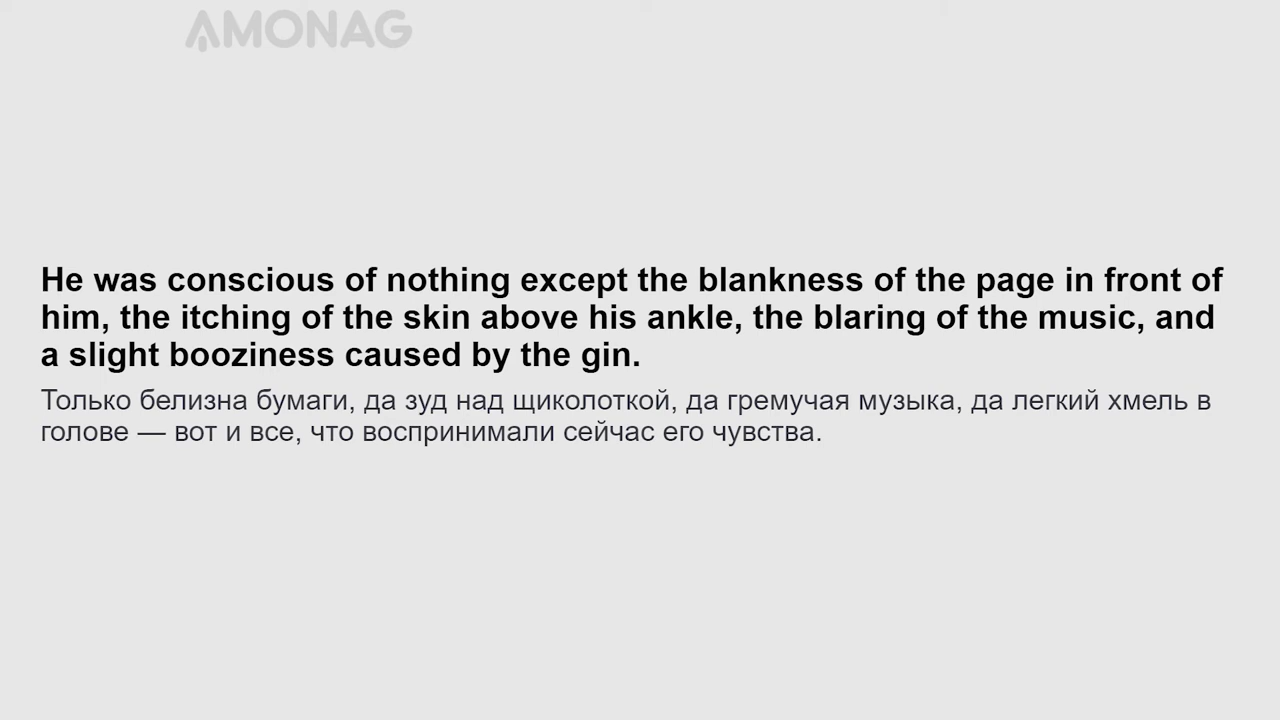 AMONAG
He was conscious of nothing except the blankness of the page in front of
him, the itching of the skin above his ankle, the blaring of the music, and
a slight booziness caused by the gin.
Только белизна бумаги, да зуд над щиколоткой, да гремучая музыка, да легкий хмель в
голове — вот и все, что воспринимали сейчас его чувства.